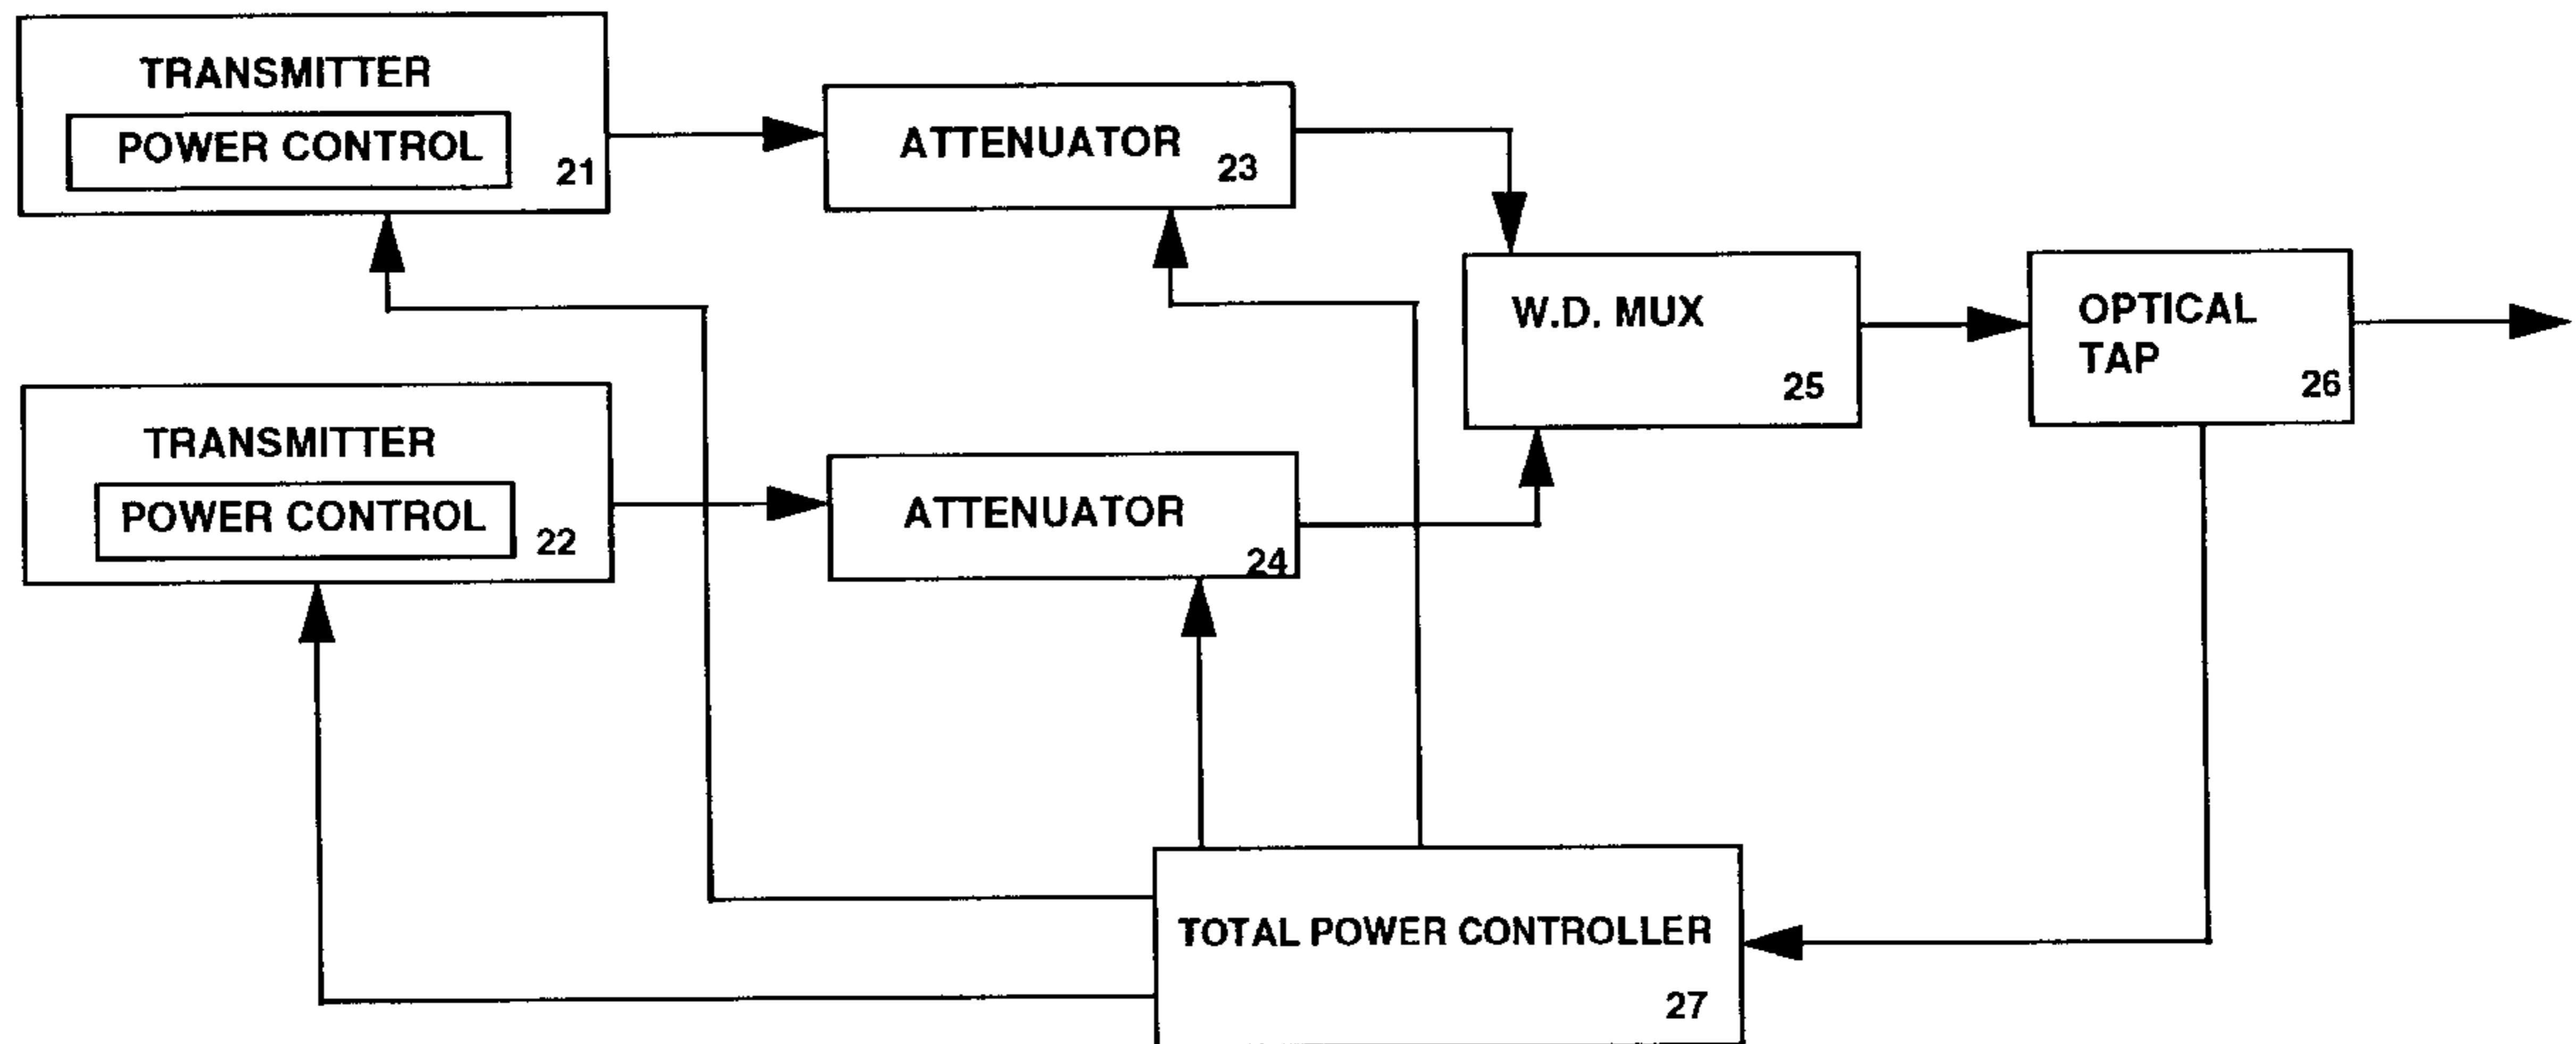 TRANSMITTER
POWER CONTROL
21
ATTENUATOR
23
W.D. MUX
25
OPTICAL
TAP
26
TRANSMITTER
POWER CONTROL
22
ATTENUATOR
24
TOTAL POWER CONTROLLER
27